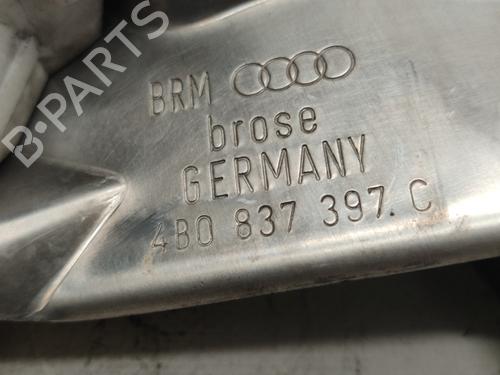 B-PARTS
BRM
brose
GERMANY
4B0 837 397. C